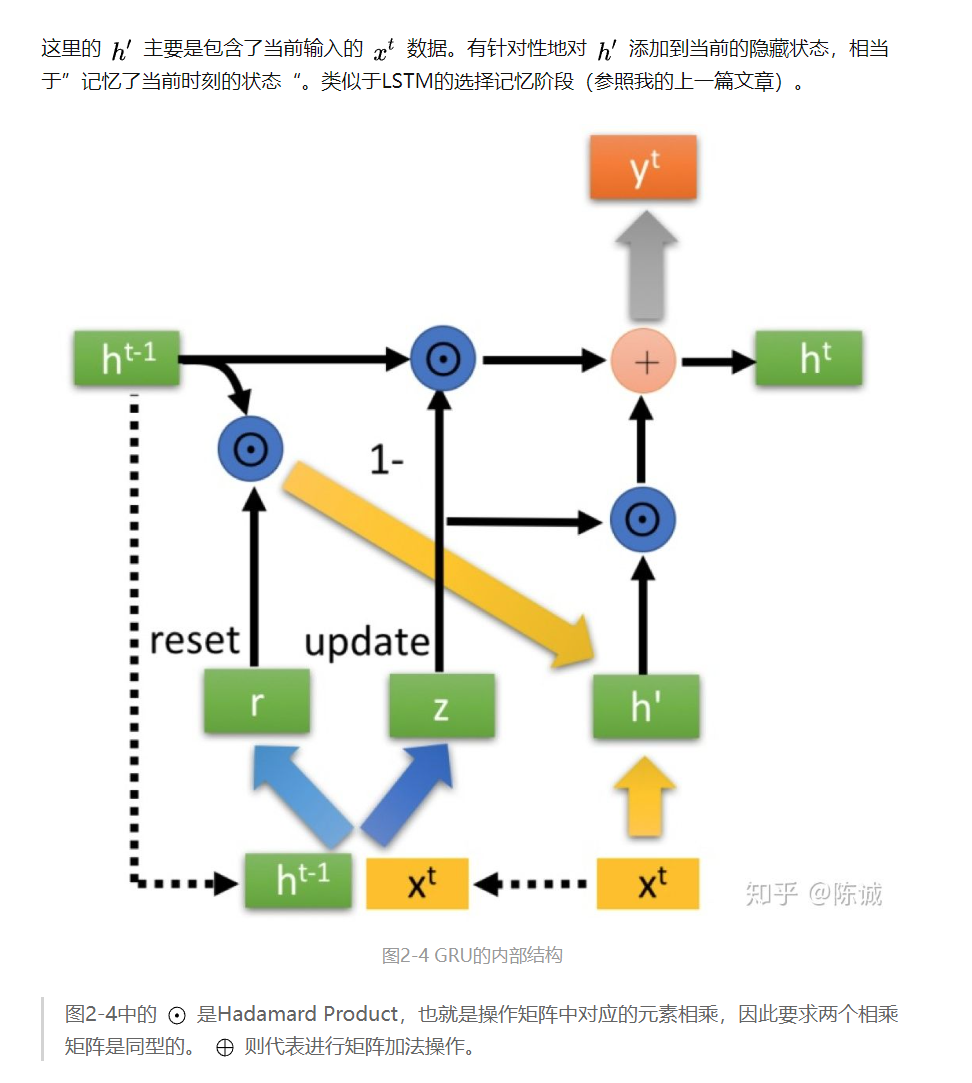 这里的 h′ 主要是包含了当前输入的 xᵗ 数据。有针对性地对 h′ 添加到当前的隐藏状态，相当
于”记忆了当前时刻的状态“。类似于LSTM的选择记忆阶段（参照我的上一篇文章）。
yᵗ
hᵗ⁻¹
⊙
+
hᵗ
⊙
1-
⊙
reset
update
r
z
h'
hᵗ⁻¹
xᵗ
xᵗ
知乎 @陈诚
图2-4 GRU的内部结构
图2-4中的 ⊙ 是Hadamard Product，也就是操作矩阵中对应的元素相乘，因此要求两个相乘
矩阵是同型的。 ⊕ 则代表进行矩阵加法操作。